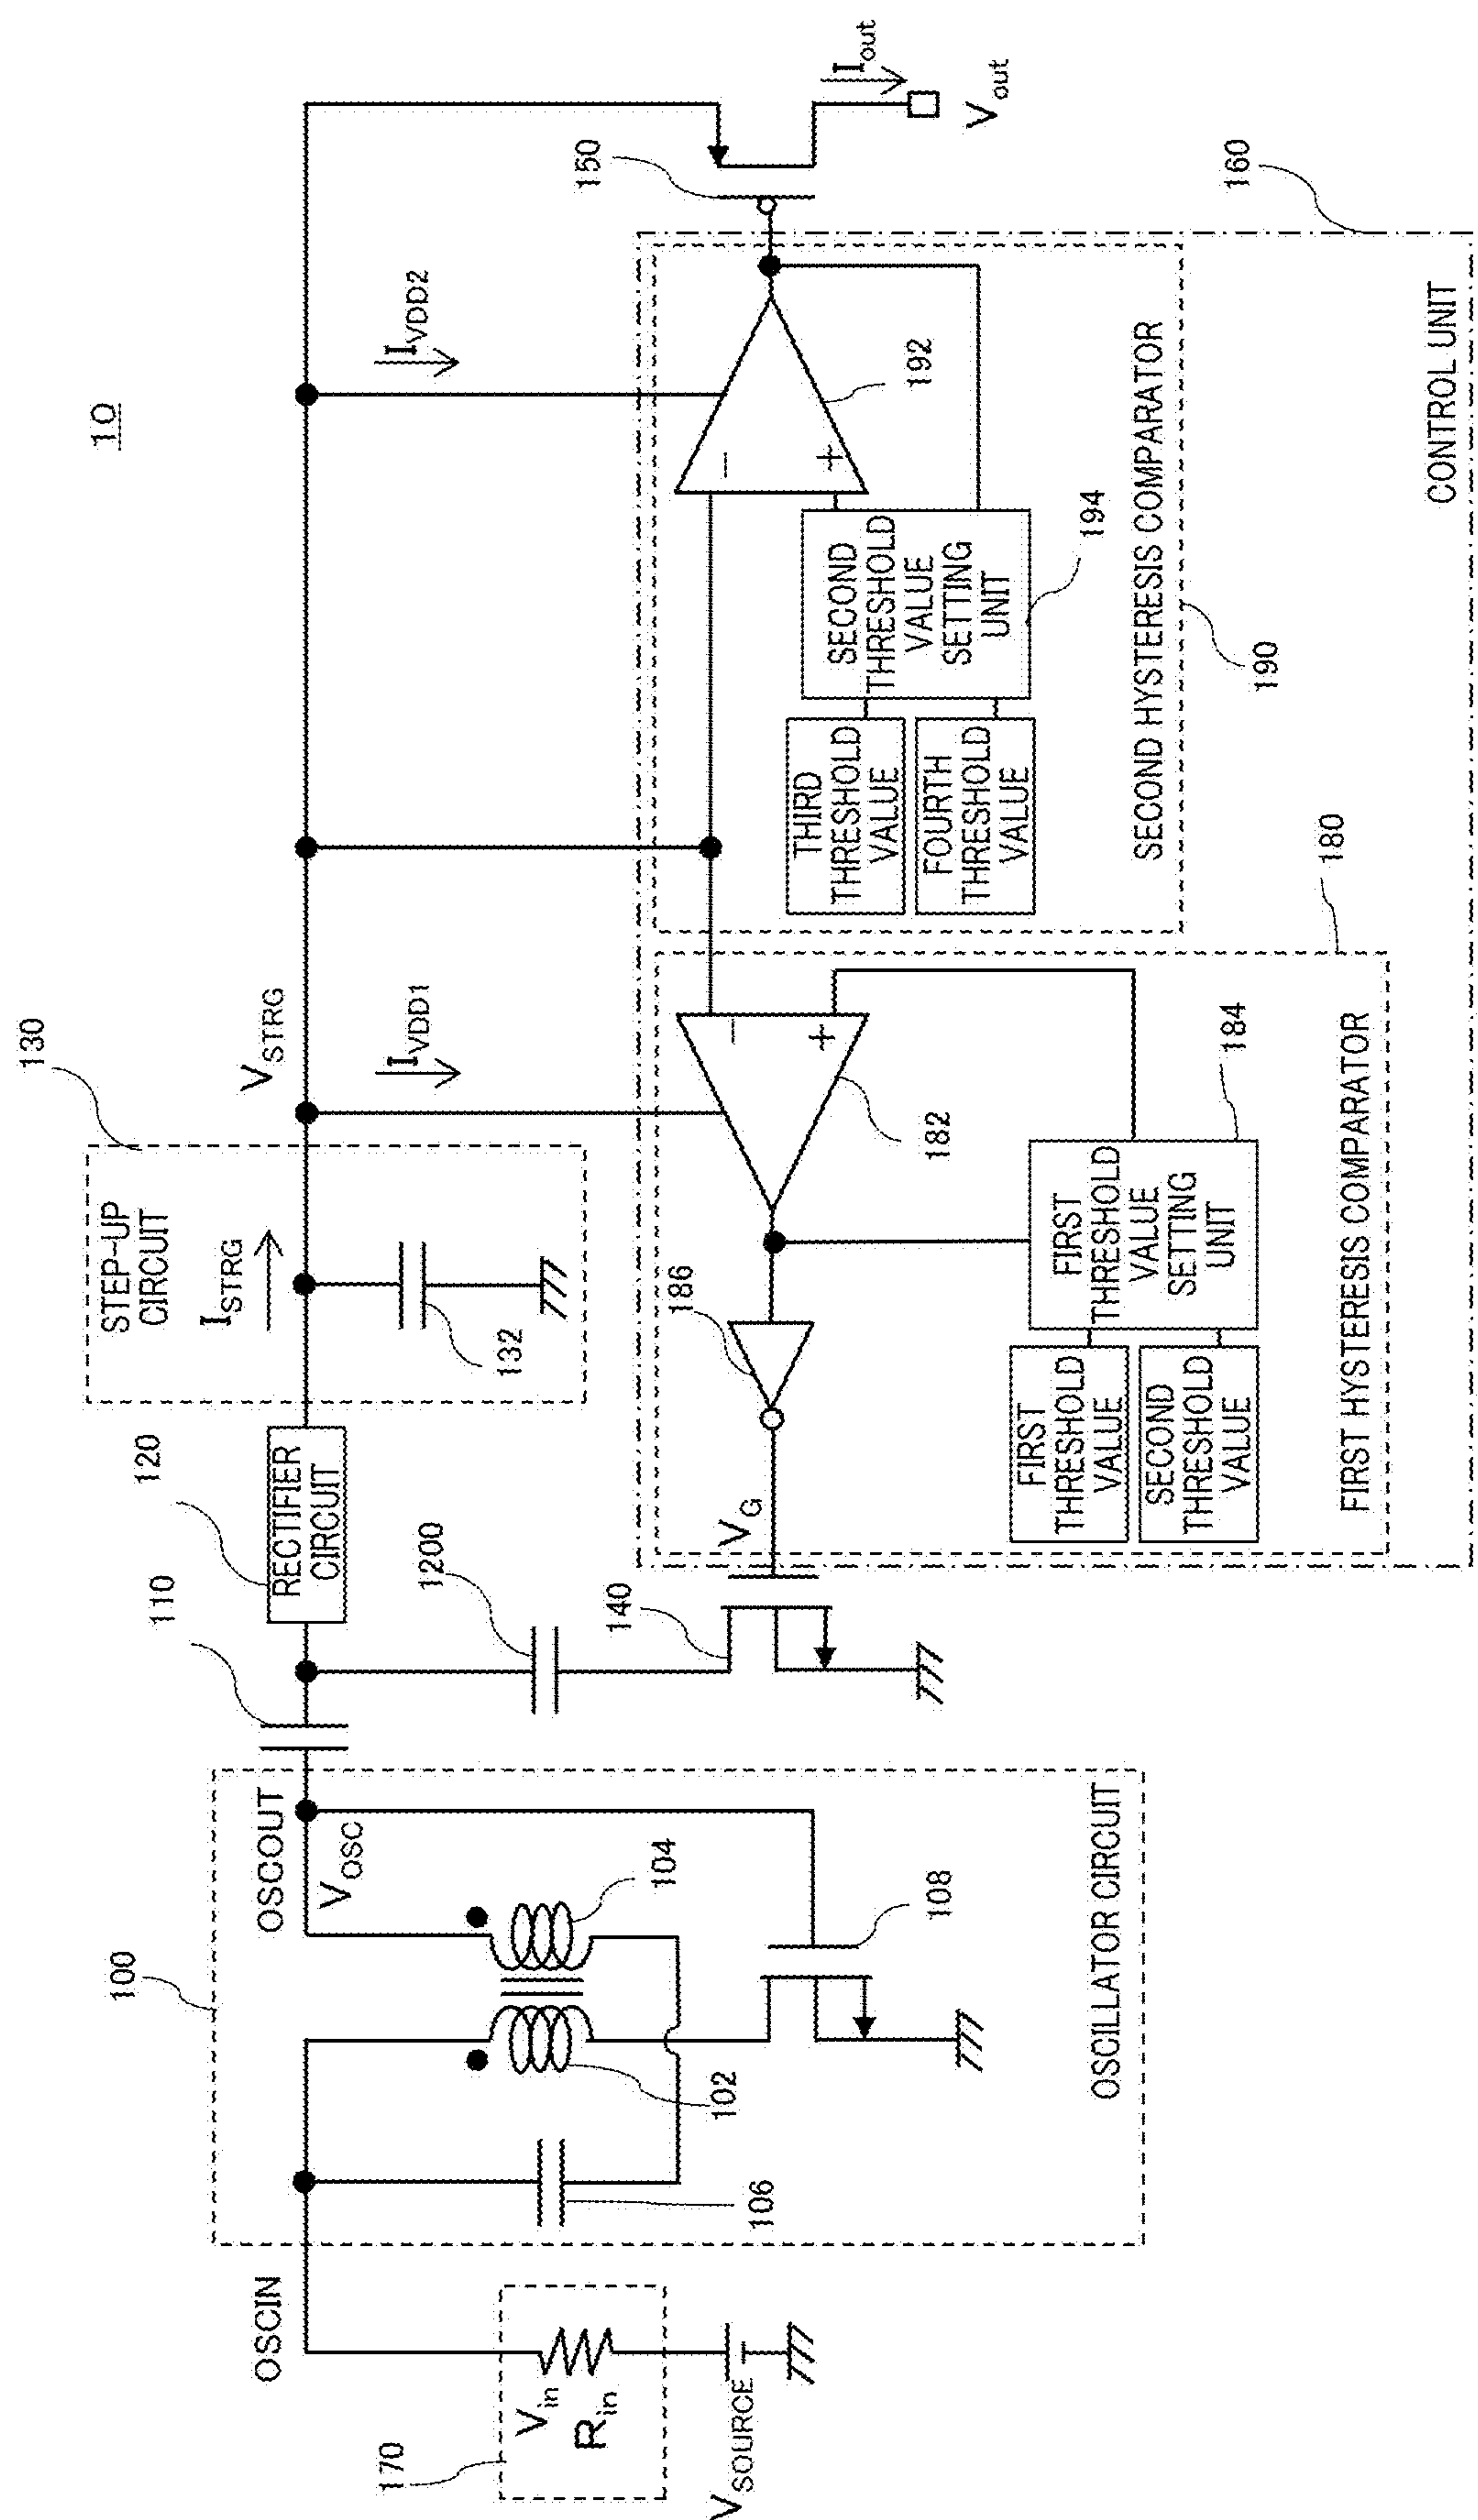 10
OSCIN
170
V_in
R_in
V_SOURCE
100
OSCOUT
V_OSC
102
104
106
108
OSCILLATOR CIRCUIT
110
1200
140
120
RECTIFIER
CIRCUIT
130
STEP-UP
CIRCUIT
I_STRG
132
V_STRG
I_VDD1
I_VDD2
V_G
186
182
−
+
184
FIRST
THRESHOLD
VALUE
SETTING
UNIT
FIRST
THRESHOLD
VALUE
SECOND
THRESHOLD
VALUE
FIRST HYSTERESIS COMPARATOR
180
−
+
192
SECOND
THRESHOLD
VALUE
SETTING
UNIT
194
THIRD
THRESHOLD
VALUE
FOURTH
THRESHOLD
VALUE
SECOND HYSTERESIS COMPARATOR
190
CONTROL UNIT
160
150
I_out
V_out